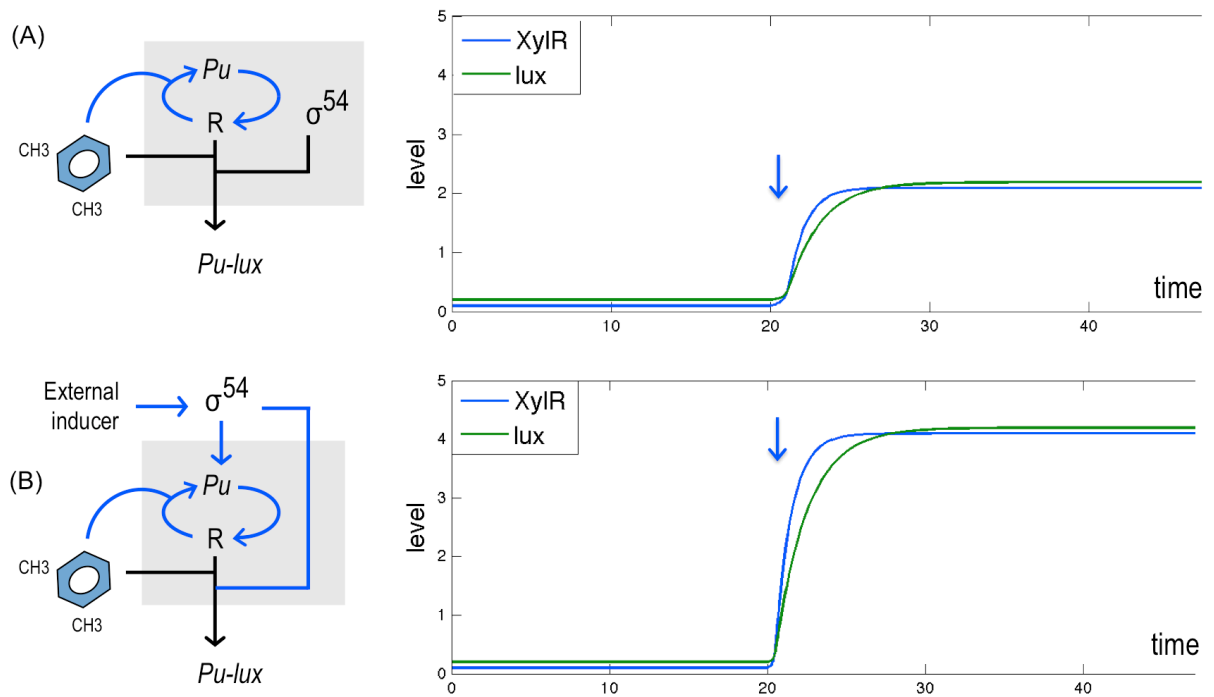 (A)
Pu
R
σ54
CH3
CH3
Pu-lux
5
4
3
2
1
0
level
XylR
lux
time
0
10
20
30
40
External
inducer
σ54
(B)
Pu
R
CH3
CH3
Pu-lux
5
4
3
2
1
0
level
XylR
lux
time
0
10
20
30
40